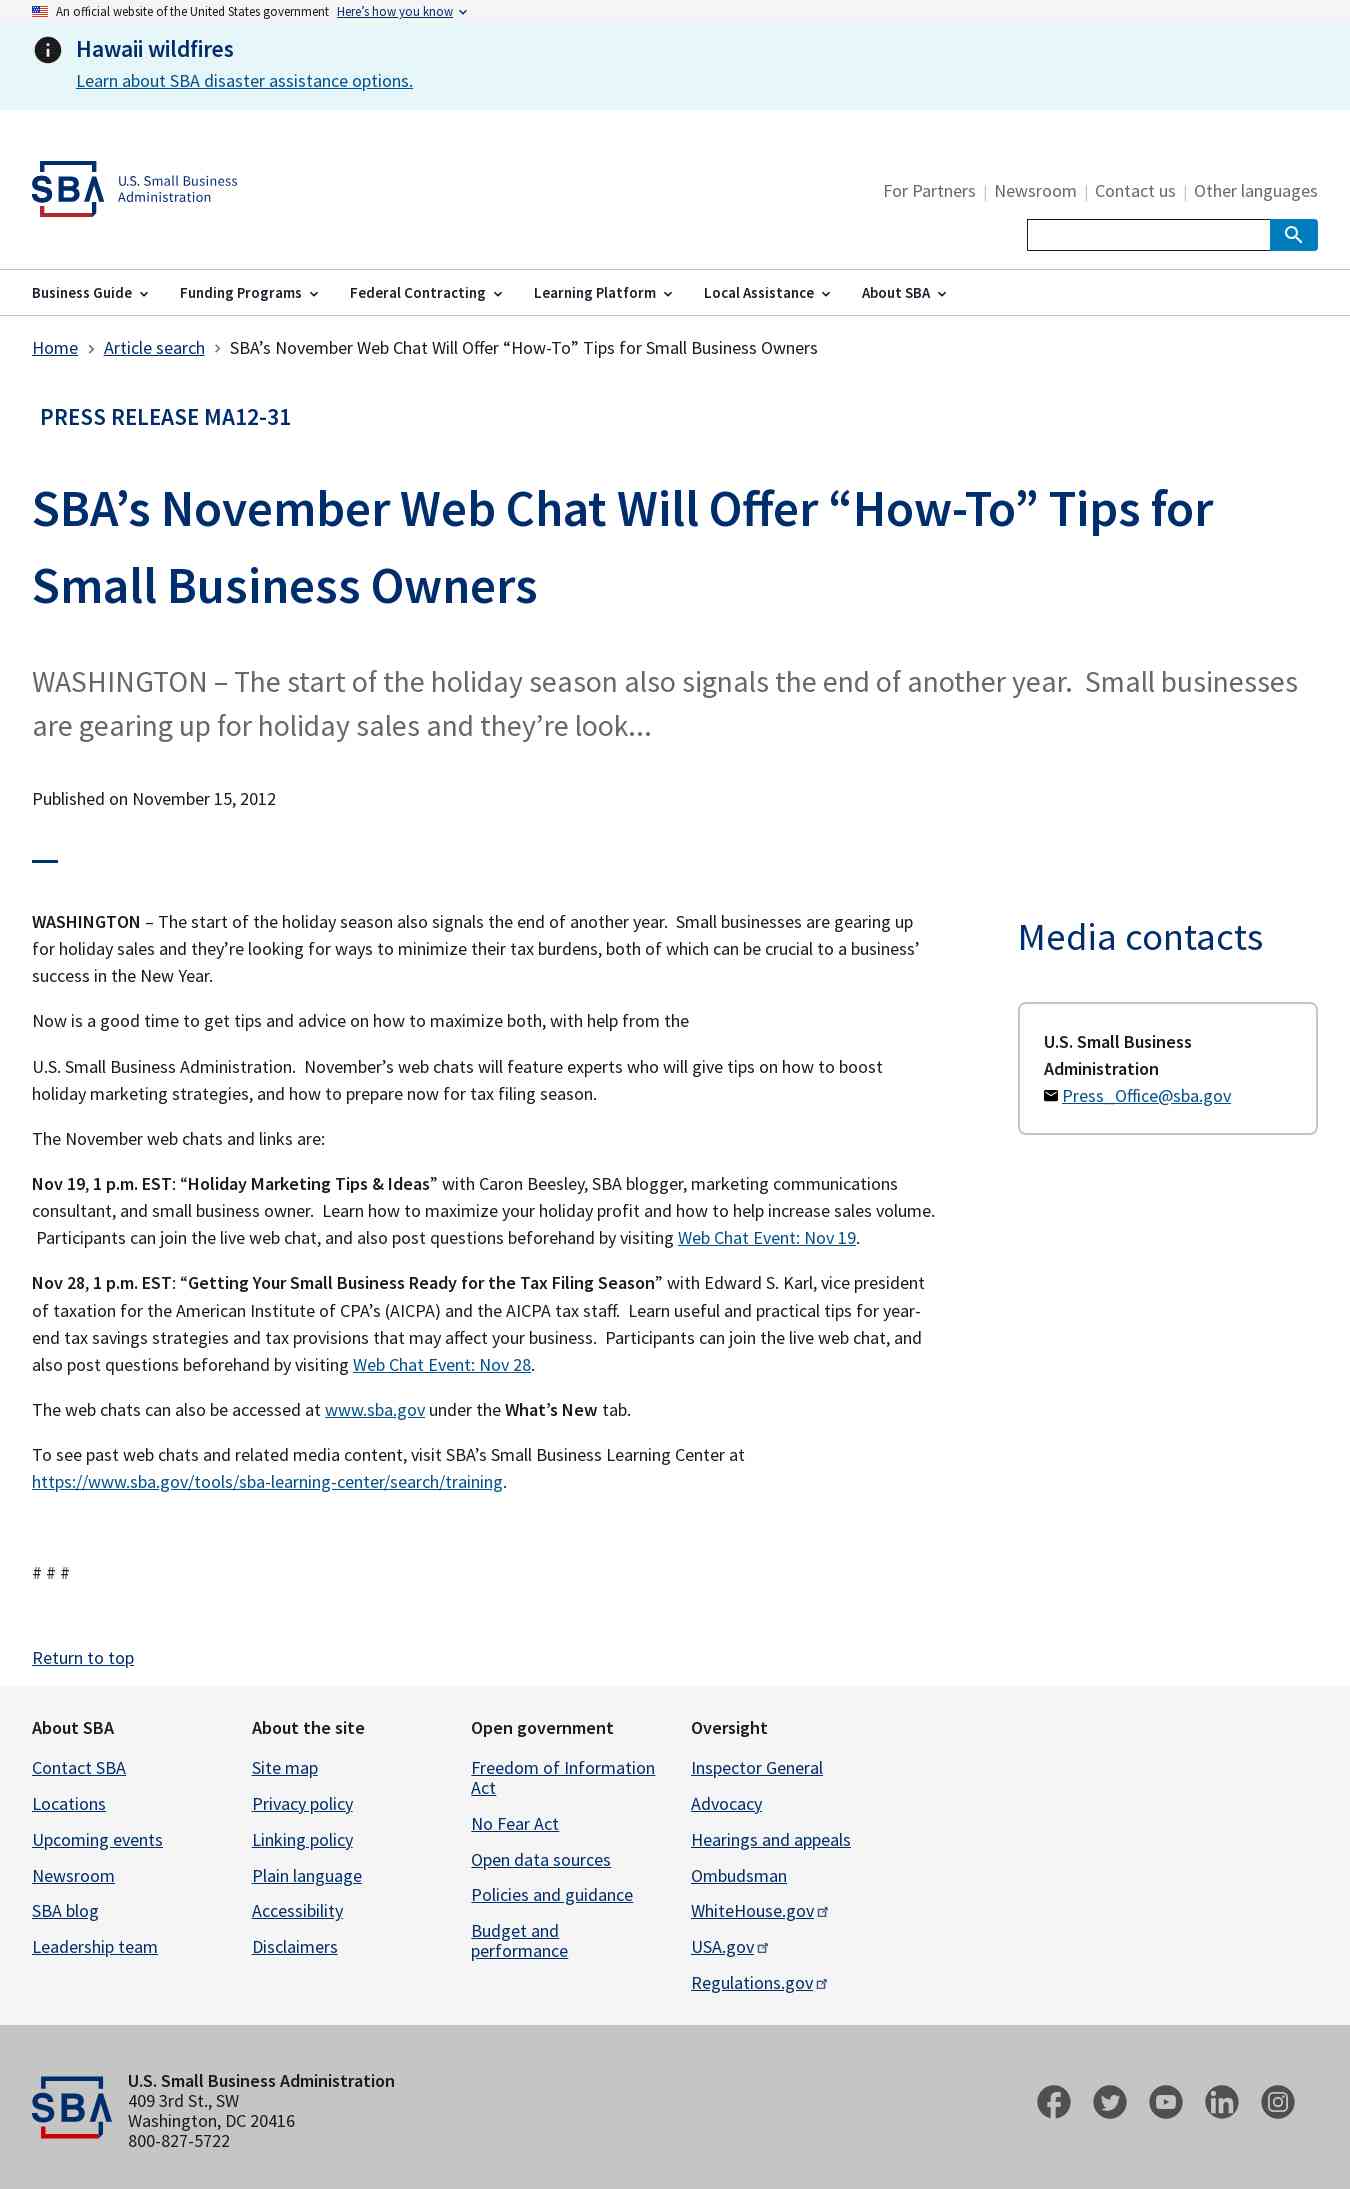 An official website of the United States government Here’s how you know
Hawaii wildfires
Learn about SBA disaster assistance options.
SBA U.S. Small Business
Administration
For Partners | Newsroom | Contact us | Other languages
Business Guide Funding Programs Federal Contracting Learning Platform Local Assistance About SBA
Home > Article search > SBA’s November Web Chat Will Offer “How-To” Tips for Small Business Owners
PRESS RELEASE MA12-31
SBA’s November Web Chat Will Offer “How-To” Tips for
Small Business Owners
WASHINGTON – The start of the holiday season also signals the end of another year.  Small businesses
are gearing up for holiday sales and they’re look...
Published on November 15, 2012
WASHINGTON – The start of the holiday season also signals the end of another year.  Small businesses are gearing up
for holiday sales and they’re looking for ways to minimize their tax burdens, both of which can be crucial to a business’
success in the New Year.
Now is a good time to get tips and advice on how to maximize both, with help from the
U.S. Small Business Administration.  November’s web chats will feature experts who will give tips on how to boost
holiday marketing strategies, and how to prepare now for tax filing season.
The November web chats and links are:
Nov 19, 1 p.m. EST: “Holiday Marketing Tips & Ideas” with Caron Beesley, SBA blogger, marketing communications
consultant, and small business owner.  Learn how to maximize your holiday profit and how to help increase sales volume.
Participants can join the live web chat, and also post questions beforehand by visiting Web Chat Event: Nov 19.
Nov 28, 1 p.m. EST: “Getting Your Small Business Ready for the Tax Filing Season” with Edward S. Karl, vice president
of taxation for the American Institute of CPA’s (AICPA) and the AICPA tax staff.  Learn useful and practical tips for year-
end tax savings strategies and tax provisions that may affect your business.  Participants can join the live web chat, and
also post questions beforehand by visiting Web Chat Event: Nov 28.
The web chats can also be accessed at www.sba.gov under the What’s New tab.
To see past web chats and related media content, visit SBA’s Small Business Learning Center at
https://www.sba.gov/tools/sba-learning-center/search/training.
# # #
Return to top
Media contacts
U.S. Small Business
Administration
Press_Office@sba.gov
About SBA
Contact SBA
Locations
Upcoming events
Newsroom
SBA blog
Leadership team
About the site
Site map
Privacy policy
Linking policy
Plain language
Accessibility
Disclaimers
Open government
Freedom of Information
Act
No Fear Act
Open data sources
Policies and guidance
Budget and
performance
Oversight
Inspector General
Advocacy
Hearings and appeals
Ombudsman
WhiteHouse.gov
USA.gov
Regulations.gov
SBA
U.S. Small Business Administration
409 3rd St., SW
Washington, DC 20416
800-827-5722